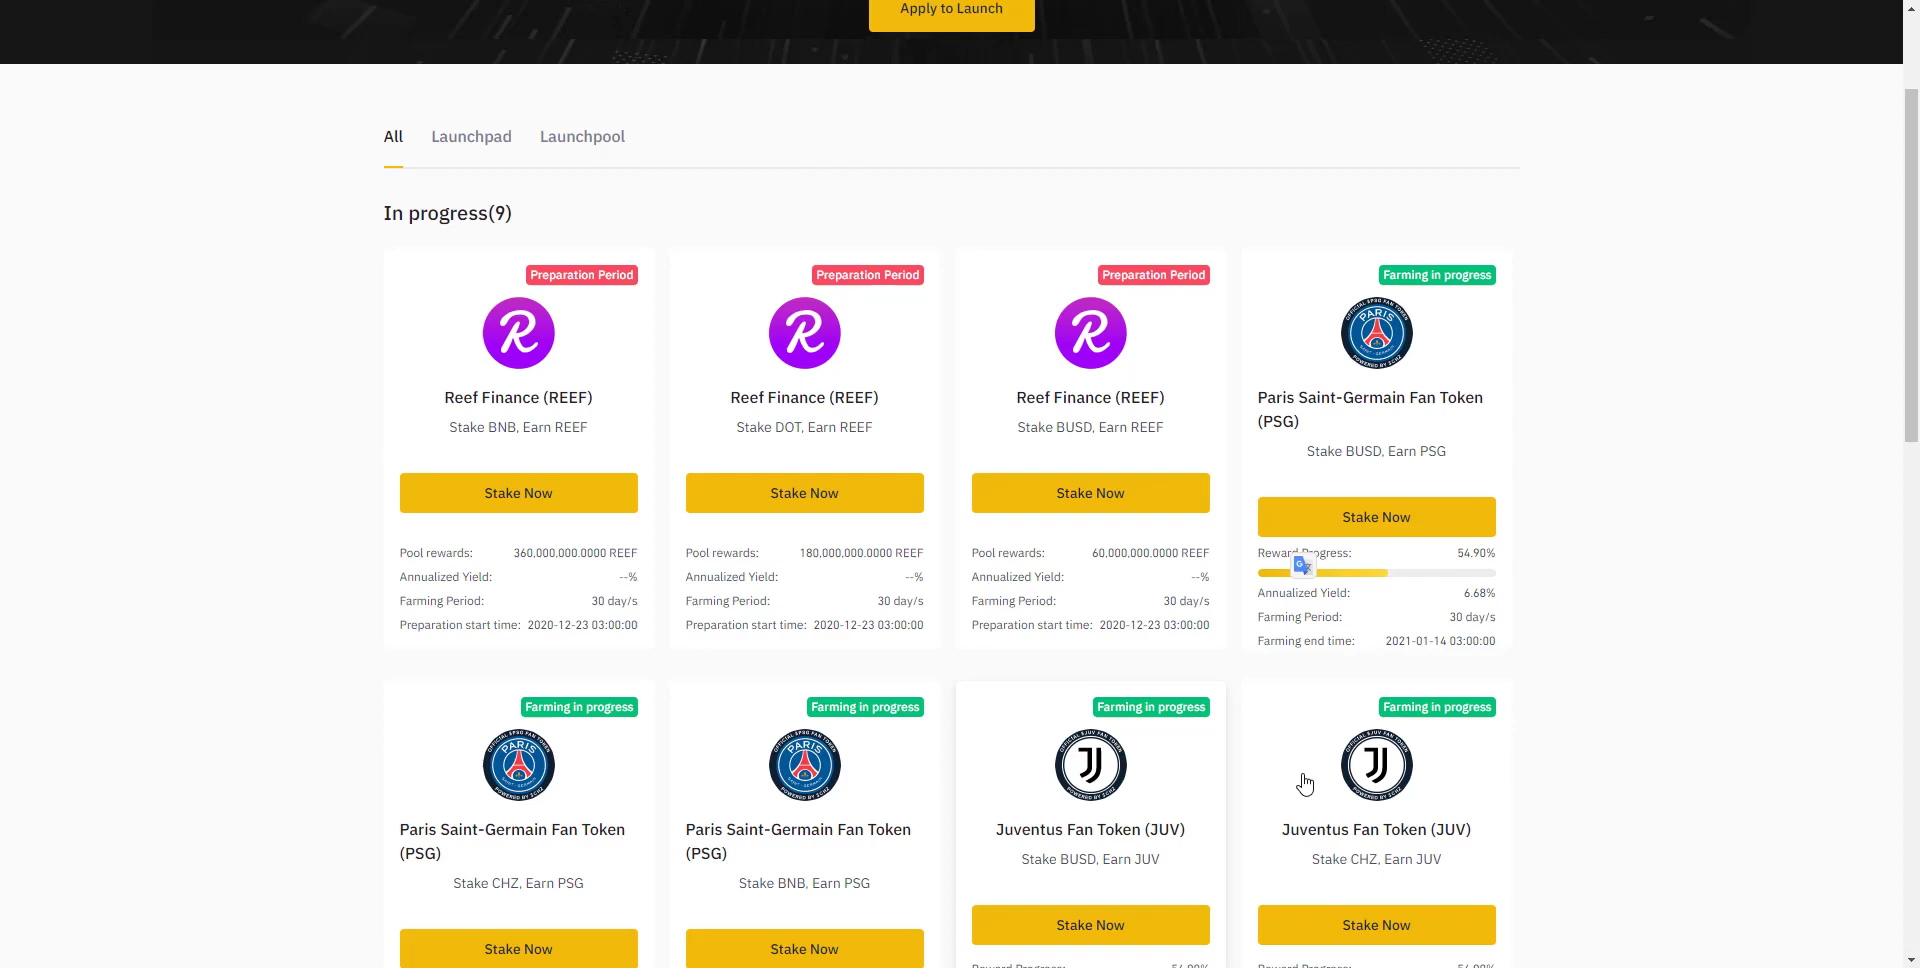 Apply to Launch
All Launchpad Launchpool
In progress(9)
Preparation Period
Reef Finance (REEF)
Stake BNB, Earn REEF
Stake Now
Pool rewards: 360,000,000.0000 REEF
Annualized Yield: --%
Farming Period: 30 day/s
Preparation start time: 2020-12-23 03:00:00
Preparation Period
Reef Finance (REEF)
Stake DOT, Earn REEF
Stake Now
Pool rewards: 180,000,000.0000 REEF
Annualized Yield: --%
Farming Period: 30 day/s
Preparation start time: 2020-12-23 03:00:00
Preparation Period
Reef Finance (REEF)
Stake BUSD, Earn REEF
Stake Now
Pool rewards: 60,000,000.0000 REEF
Annualized Yield: --%
Farming Period: 30 day/s
Preparation start time: 2020-12-23 03:00:00
Farming in progress
PARIS
Paris Saint-Germain Fan Token
(PSG)
Stake BUSD, Earn PSG
Stake Now
Reward Progress: 54.90%
Annualized Yield: 6.68%
Farming Period: 30 day/s
Farming end time: 2021-01-14 03:00:00
Farming in progress
PARIS
Paris Saint-Germain Fan Token
(PSG)
Stake CHZ, Earn PSG
Stake Now
Farming in progress
PARIS
Paris Saint-Germain Fan Token
(PSG)
Stake BNB, Earn PSG
Stake Now
Farming in progress
Juventus Fan Token (JUV)
Stake BUSD, Earn JUV
Stake Now
Farming in progress
Juventus Fan Token (JUV)
Stake CHZ, Earn JUV
Stake Now